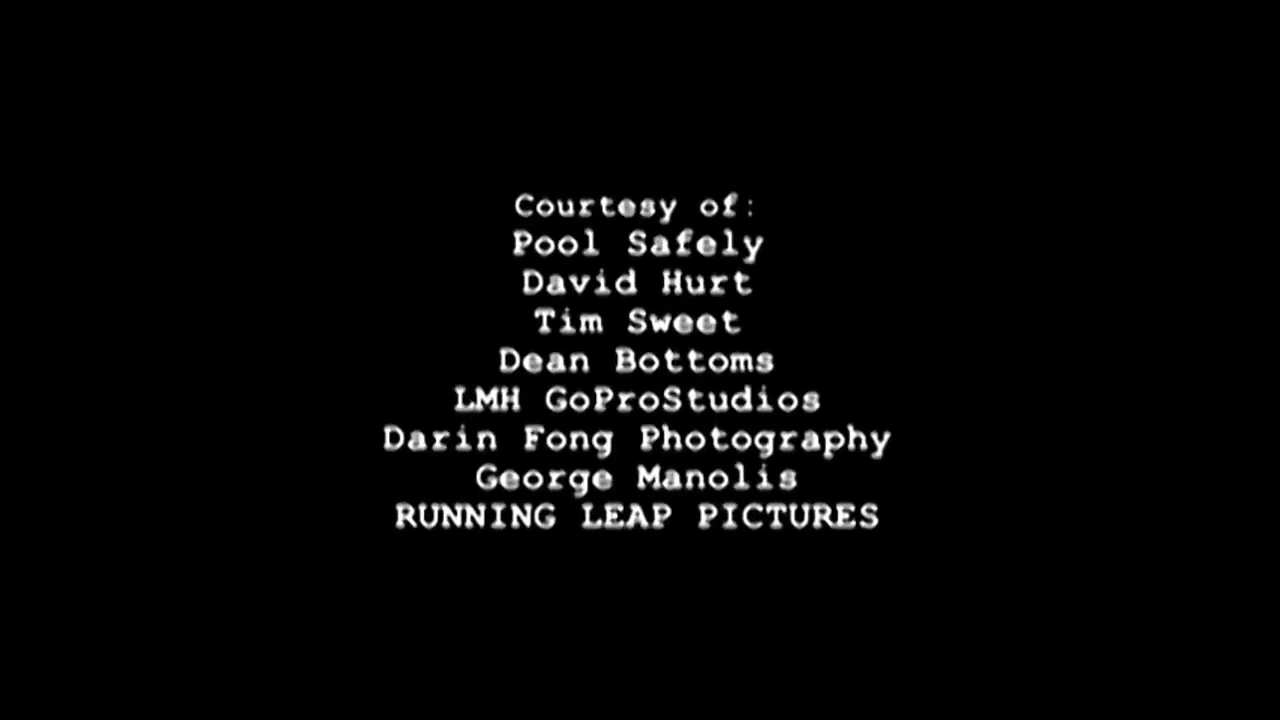 Courtesy of:
Pool Safely
David Hurt
Tim Sweet
Dean Bottoms
LMH GoProStudios
Darin Fong Photography
George Manolis
RUNNING LEAP PICTURES